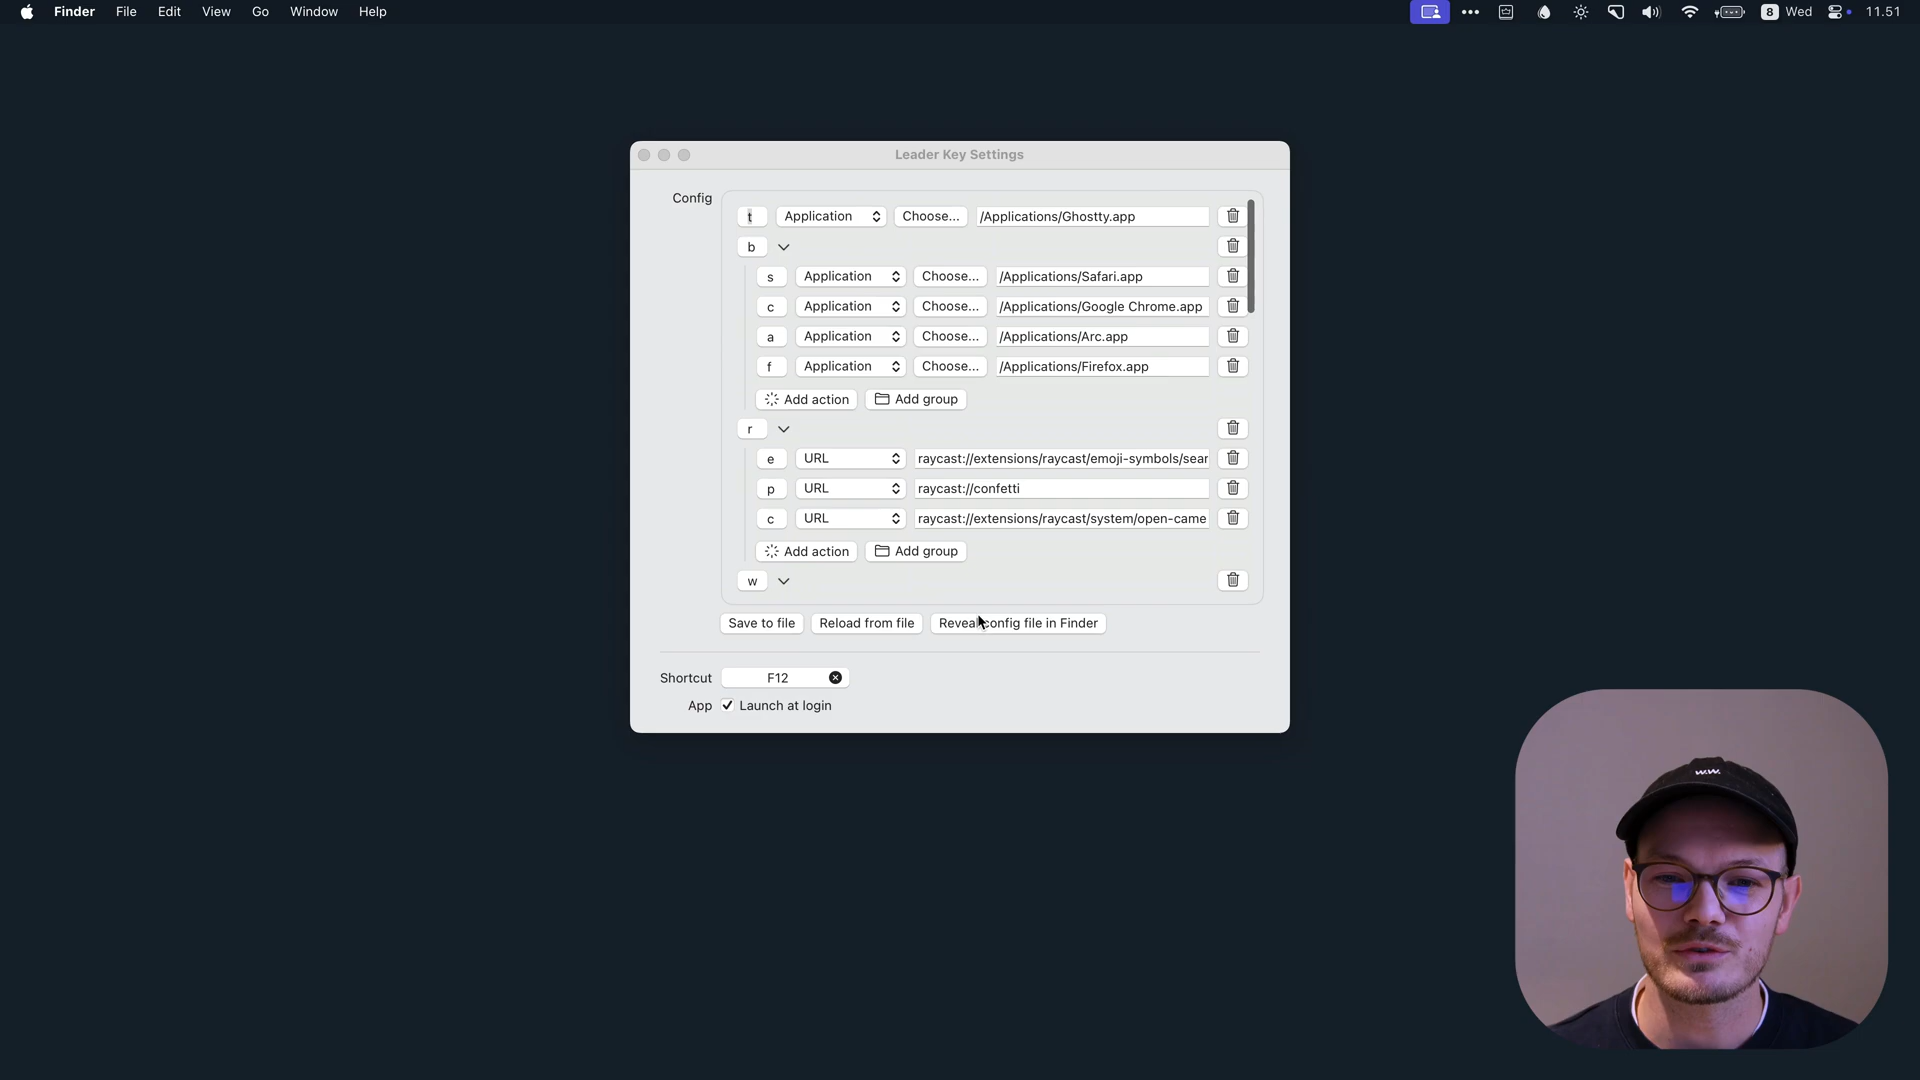 Finder File Edit View Go Window Help 8 Wed 11.51
Leader Key Settings
Config
t Application Choose... /Applications/Ghostty.app
b
s Application Choose... /Applications/Safari.app
c Application Choose... /Applications/Google Chrome.app
a Application Choose... /Applications/Arc.app
f Application Choose... /Applications/Firefox.app
Add action Add group
r
e URL raycast://extensions/raycast/emoji-symbols/sear
p URL raycast://confetti
c URL raycast://extensions/raycast/system/open-came
Add action Add group
w
Save to file Reload from file Reveal config file in Finder
Shortcut F12
App Launch at login
w.w.